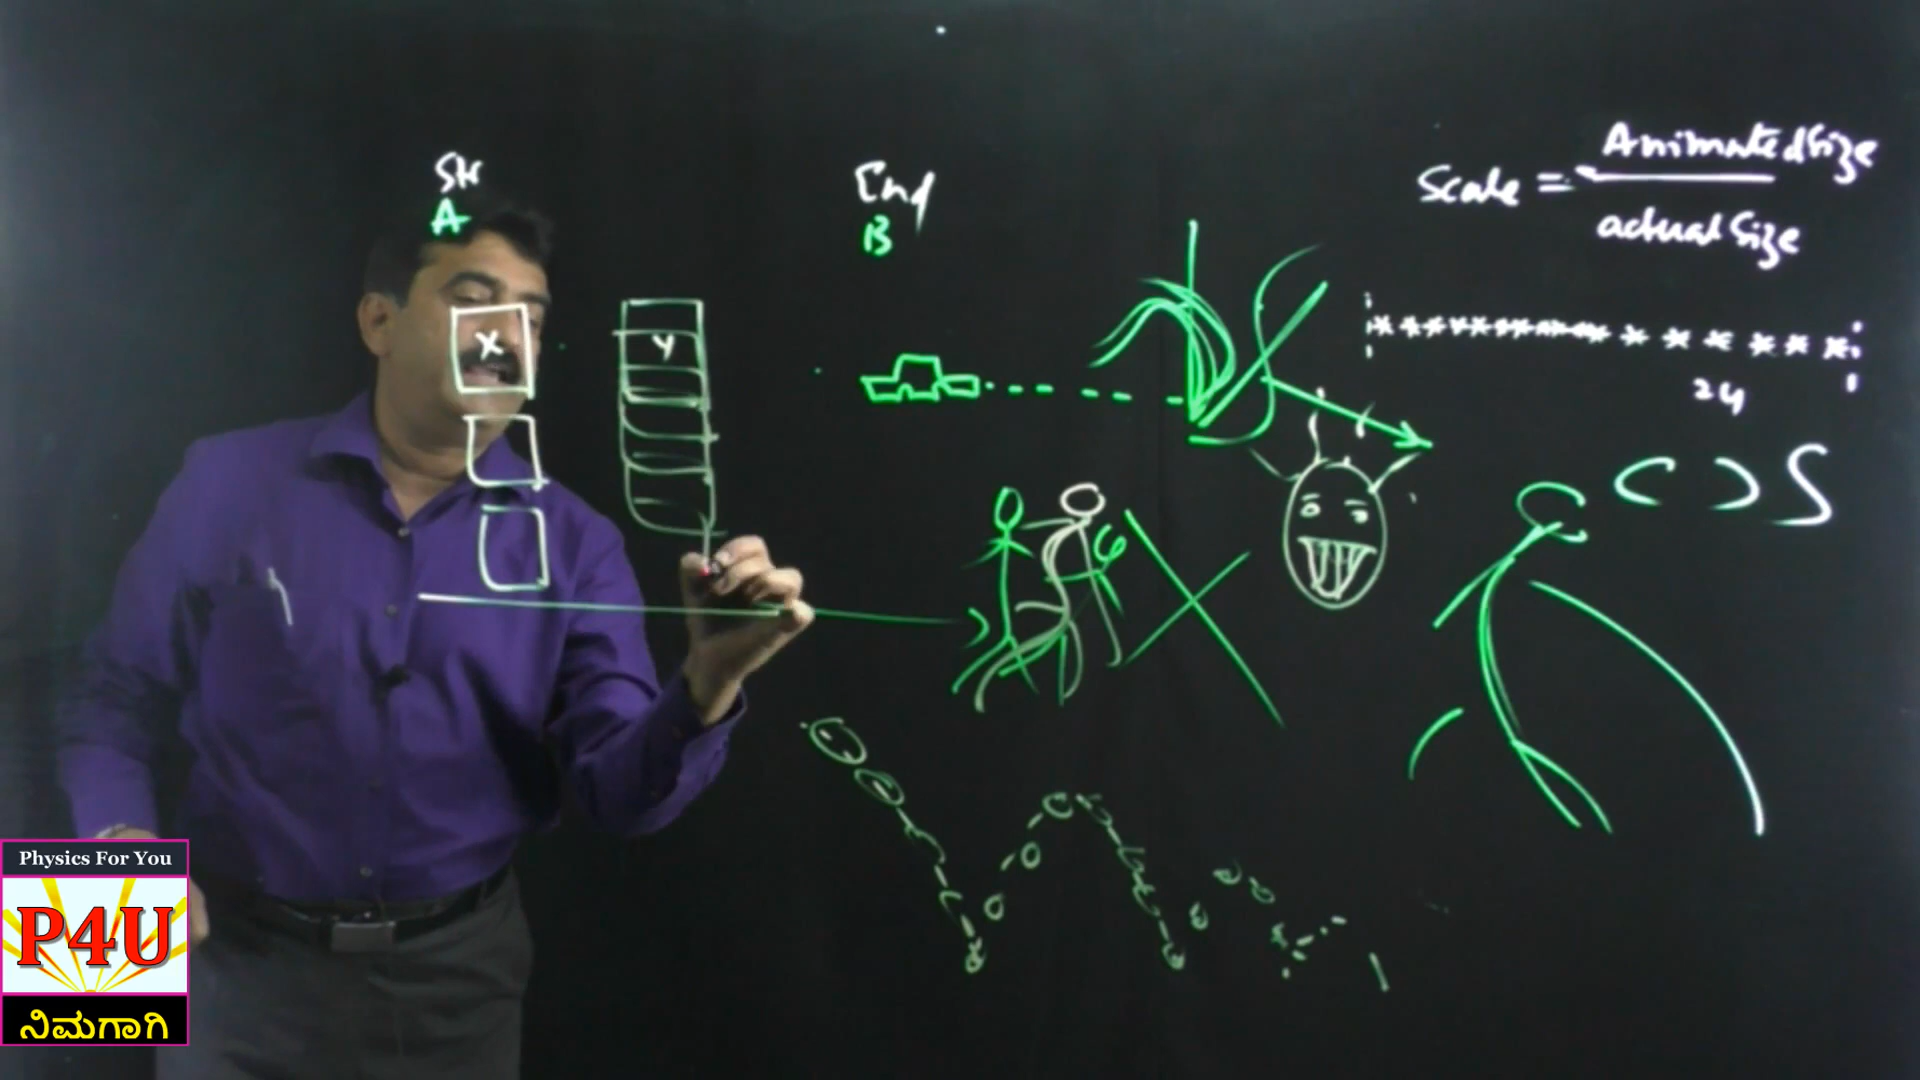 Str
A
End
B
Scale = Animated Size
actual Size
X
Y
24
C ) S
Physics For You
P4U
ನಿಮಗಾಗಿ